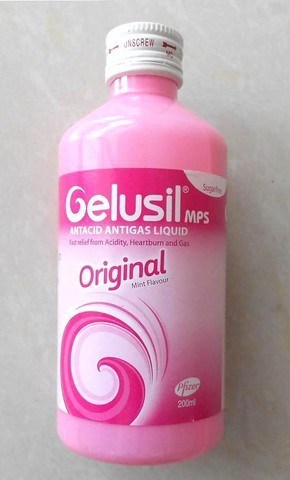 UNSCREW
Sugar Free
Gelusil® MPS
ANTACID ANTIGAS LIQUID
Fast relief from Acidity, Heartburn and Gas
Original
Mint Flavour
Pfizer
200ml